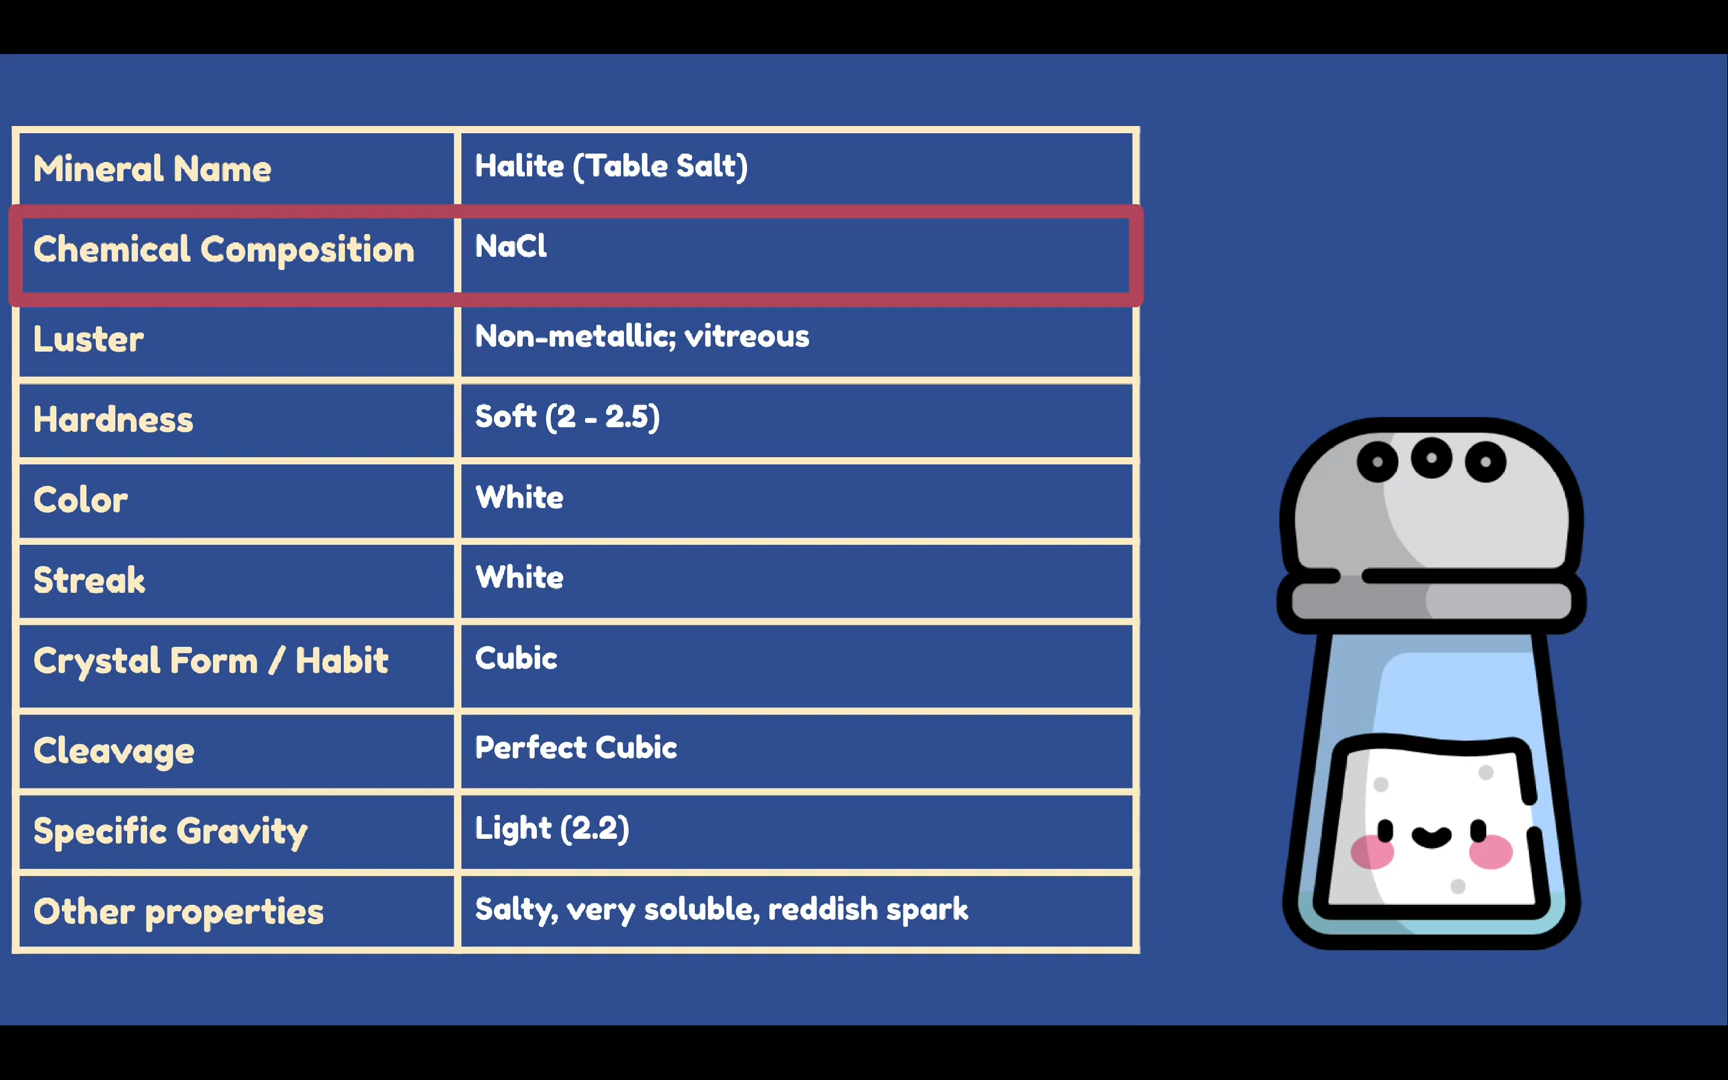 Mineral Name
Halite (Table Salt)
Chemical Composition
NaCl
Luster
Non-metallic; vitreous
Hardness
Soft (2 - 2.5)
Color
White
Streak
White
Crystal Form / Habit
Cubic
Cleavage
Perfect Cubic
Specific Gravity
Light (2.2)
Other properties
Salty, very soluble, reddish spark